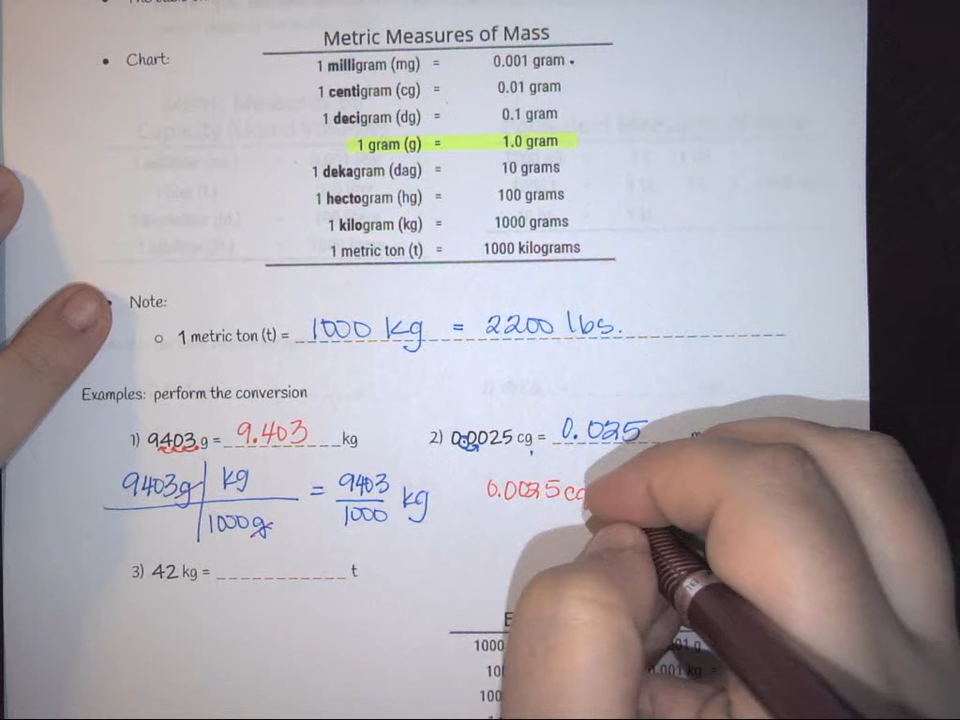 • Chart:
Metric Measures of Mass
1 milligram (mg) = 0.001 gram
1 centigram (cg) = 0.01 gram
1 decigram (dg) = 0.1 gram
1 gram (g) = 1.0 gram
1 dekagram (dag) = 10 grams
1 hectogram (hg) = 100 grams
1 kilogram (kg) = 1000 grams
1 metric ton (t) = 1000 kilograms
Note:
o 1 metric ton (t) = 1000 kg = 2200 lbs.
Examples: perform the conversion
1) 9403 g = 9.403 kg
2) 0.0025 cg = 0.025
9403g | kg = 9403 kg
1000g 1000
0.0025 cg
3) 42 kg = t
1000